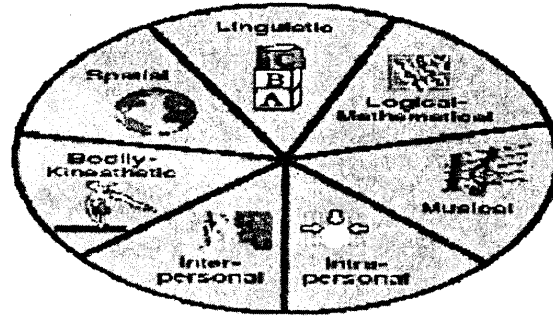 Linguistic
C
B
A
Logical-
Mathematical
Musical
Intra-
personal
Inter-
personal
Bodily-
Kinesthetic
Spatial